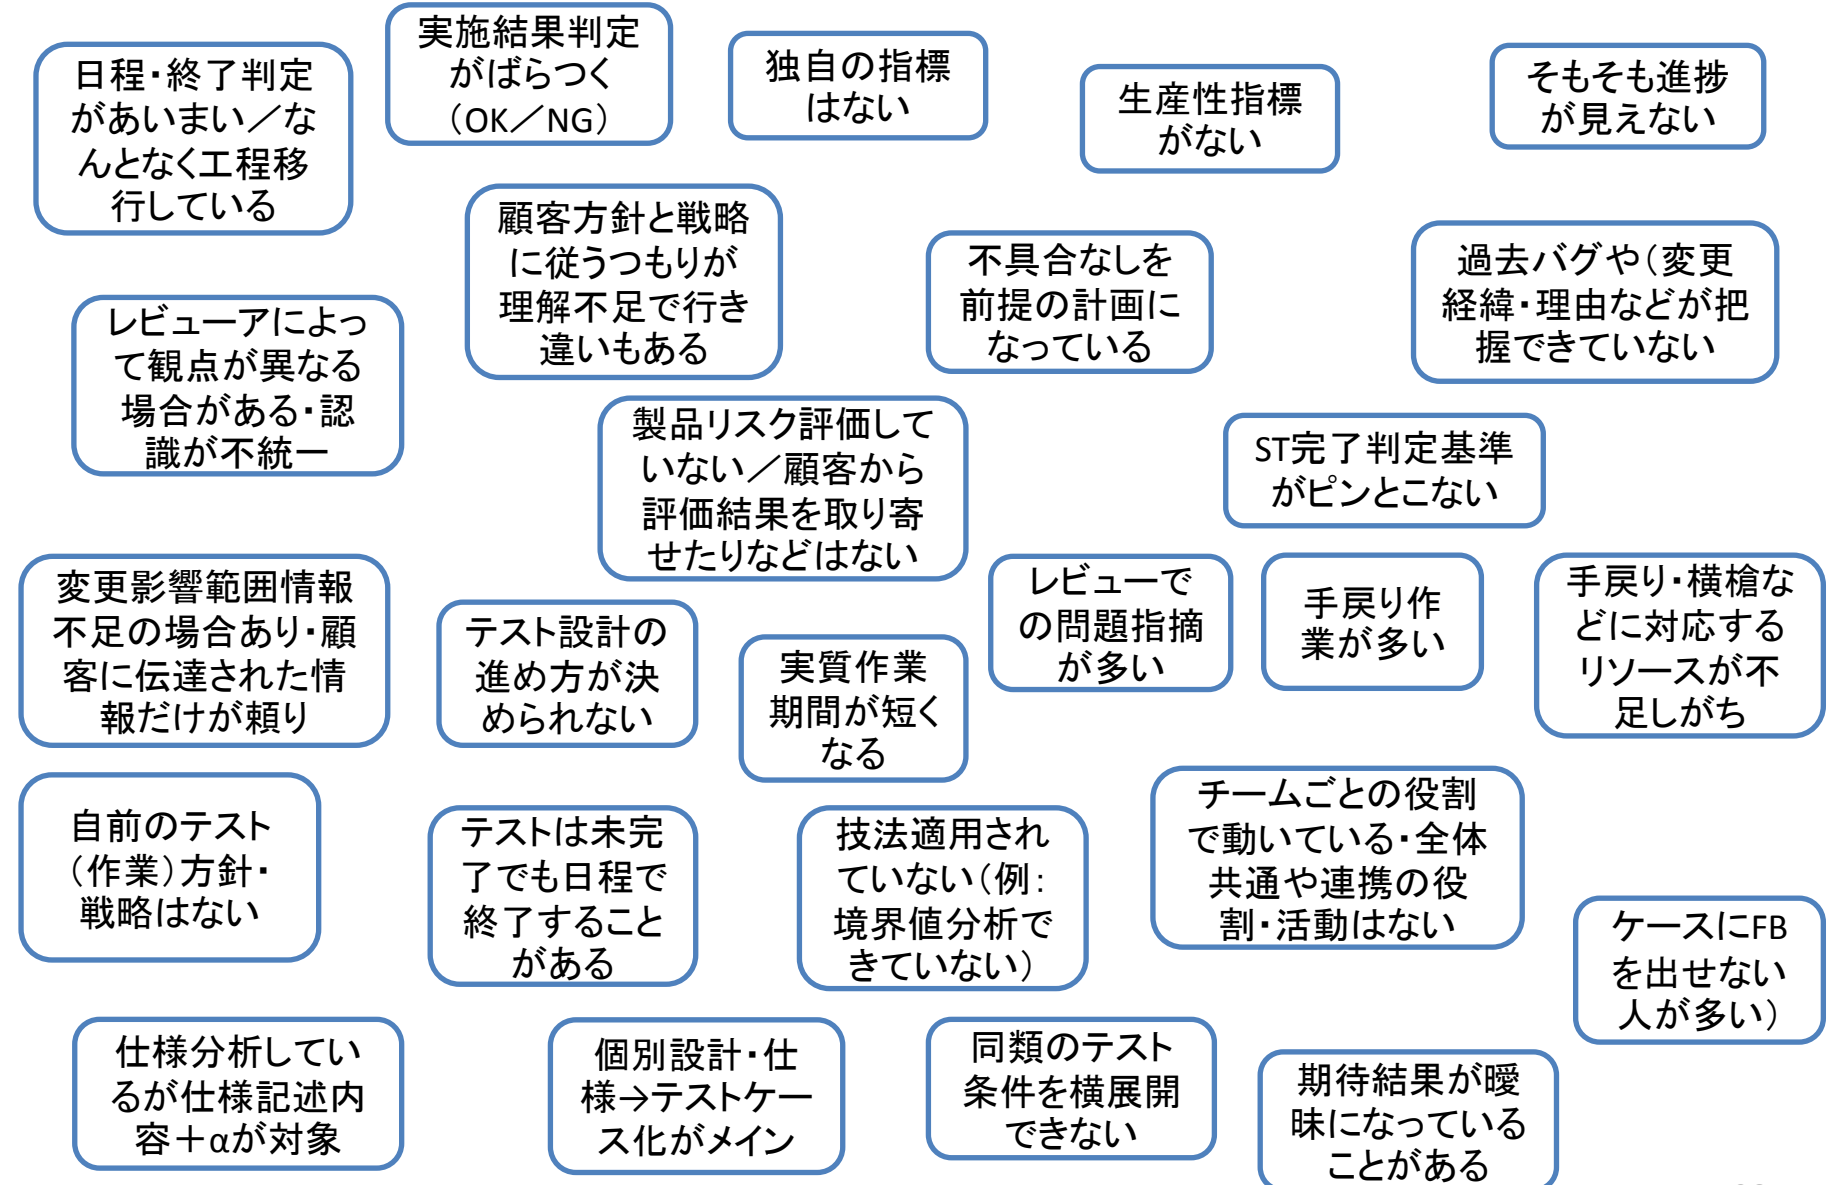 日程・終了判定
があいまい／な
んとなく工程移
行している
実施結果判定
がばらつく
（OK／NG）
独自の指標
はない
生産性指標
がない
そもそも進捗
が見えない
顧客方針と戦略
に従うつもりが
理解不足で行き
違いもある
不具合なしを
前提の計画に
なっている
過去バグや（変更
経緯・理由などが把
握できていない
レビューアによっ
て観点が異なる
場合がある・認
識が不統一
製品リスク評価して
いない／顧客から
評価結果を取り寄
せたりなどはない
ST完了判定基準
がピンとこない
変更影響範囲情報
不足の場合あり・顧
客に伝達された情
報だけが頼り
テスト設計の
進め方が決
められない
実質作業
期間が短く
なる
レビューで
の問題指摘
が多い
手戻り作
業が多い
手戻り・横槍な
どに対応する
リソースが不
足しがち
自前のテスト
（作業）方針・
戦略はない
テストは未完
了でも日程で
終了すること
がある
技法適用され
ていない（例：
境界値分析で
きていない）
チームごとの役割
で動いている・全体
共通や連携の役
割・活動はない
ケースにFB
を出せない
人が多い）
仕様分析してい
るが仕様記述内
容＋αが対象
個別設計・仕
様→テストケー
ス化がメイン
同類のテスト
条件を横展開
できない
期待結果が曖
昧になっている
ことがある